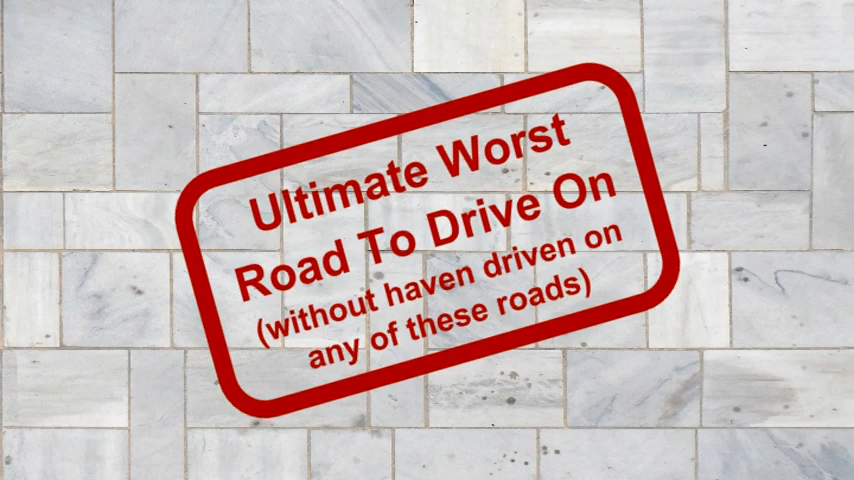 Ultimate Worst
Road To Drive On
(without haven driven on
any of these roads)